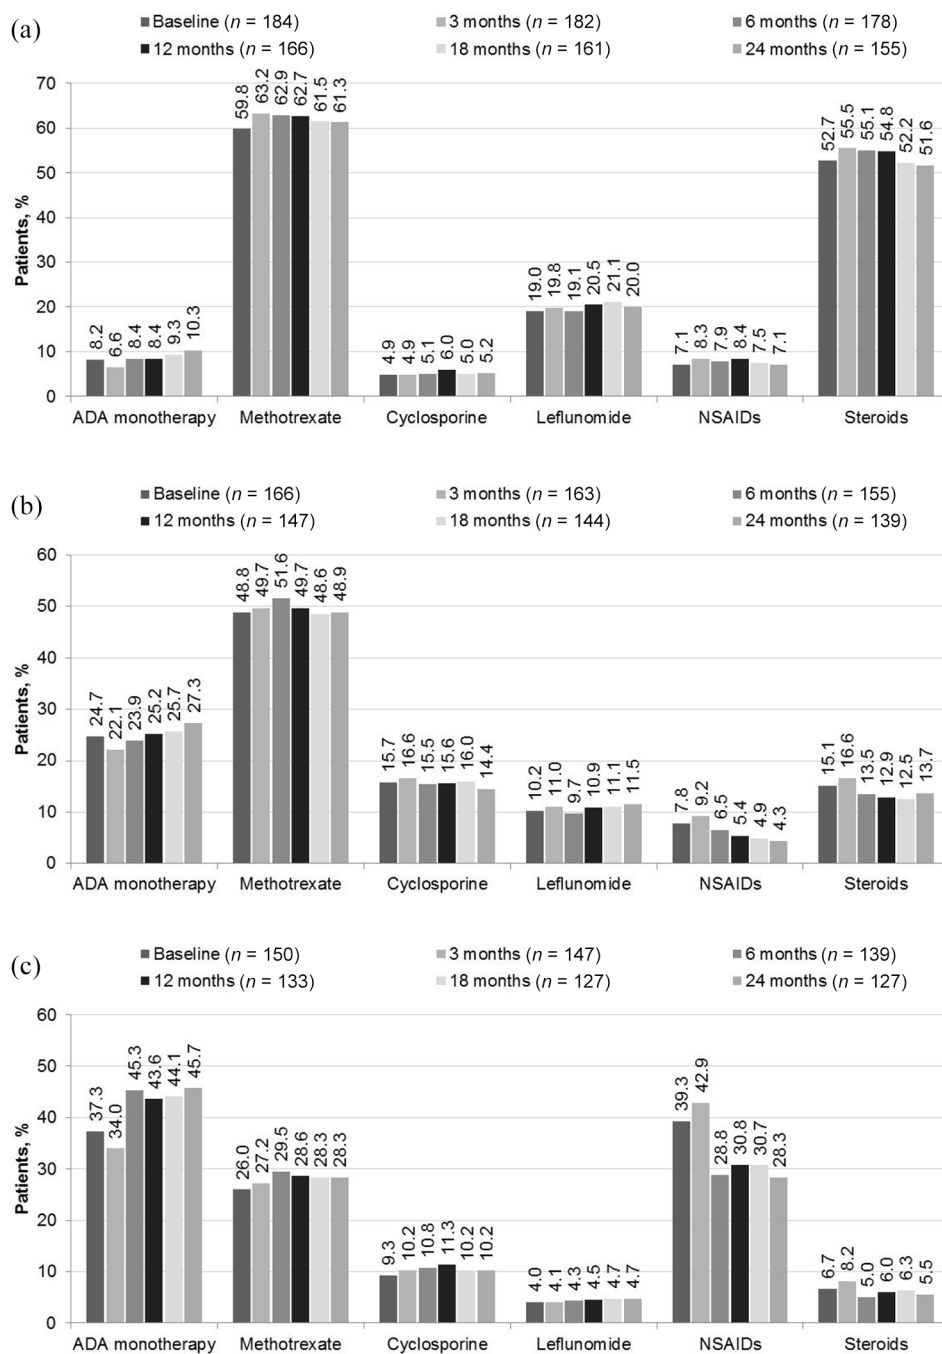 (a)
Baseline (n = 184) 3 months (n = 182) 6 months (n = 178)
12 months (n = 166) 18 months (n = 161) 24 months (n = 155)
Patients, %
70
60
50
40
30
20
10
0
59.8 63.2 62.9 62.7 61.5 61.3
52.7 55.5 55.1 54.8 52.2 51.6
19.0 19.8 19.1 20.5 21.1 20.0
8.2 6.6 8.4 8.4 9.3 10.3
4.9 4.9 5.1 6.0 5.0 5.2
7.1 8.3 7.9 8.4 7.5 7.1
ADA monotherapy Methotrexate Cyclosporine Leflunomide NSAIDs Steroids
(b)
Baseline (n = 166) 3 months (n = 163) 6 months (n = 155)
12 months (n = 147) 18 months (n = 144) 24 months (n = 139)
Patients, %
60
50
40
30
20
10
0
48.8 49.7 51.6 49.7 48.6 48.9
24.7 22.1 23.9 25.2 25.7 27.3
15.7 16.6 15.5 15.6 16.0 14.4
10.2 11.0 9.7 10.9 11.1 11.5
7.8 9.2 6.5 5.4 4.9 4.3
15.1 16.6 13.5 12.9 12.5 13.7
ADA monotherapy Methotrexate Cyclosporine Leflunomide NSAIDs Steroids
(c)
Baseline (n = 150) 3 months (n = 147) 6 months (n = 139)
12 months (n = 133) 18 months (n = 127) 24 months (n = 127)
Patients, %
60
50
40
30
20
10
0
37.3 34.0 45.3 43.6 44.1 45.7
26.0 27.2 29.5 28.6 28.3 28.3
9.3 10.2 10.8 11.3 10.2 10.2
4.0 4.1 4.3 4.5 4.7 4.7
39.3 42.9 28.8 30.8 30.7 28.3
6.7 8.2 5.0 6.0 6.3 5.5
ADA monotherapy Methotrexate Cyclosporine Leflunomide NSAIDs Steroids